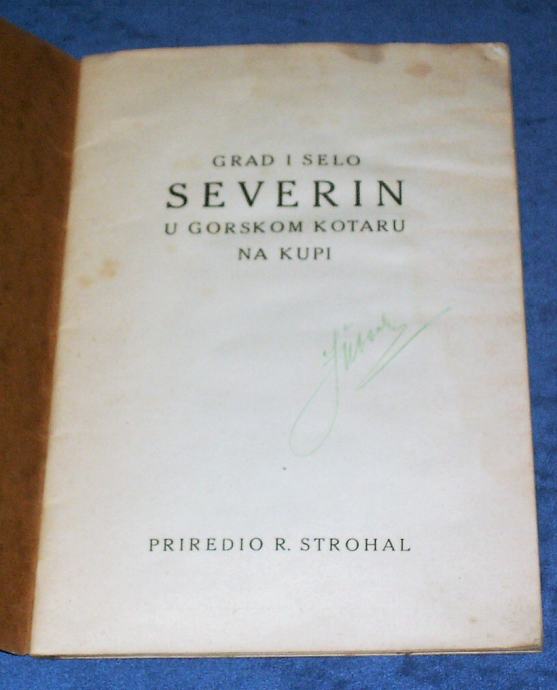 GRAD I SELO
SEVERIN
U GORSKOM KOTARU
NA KUPI
PRIREDIO R. STROHAL